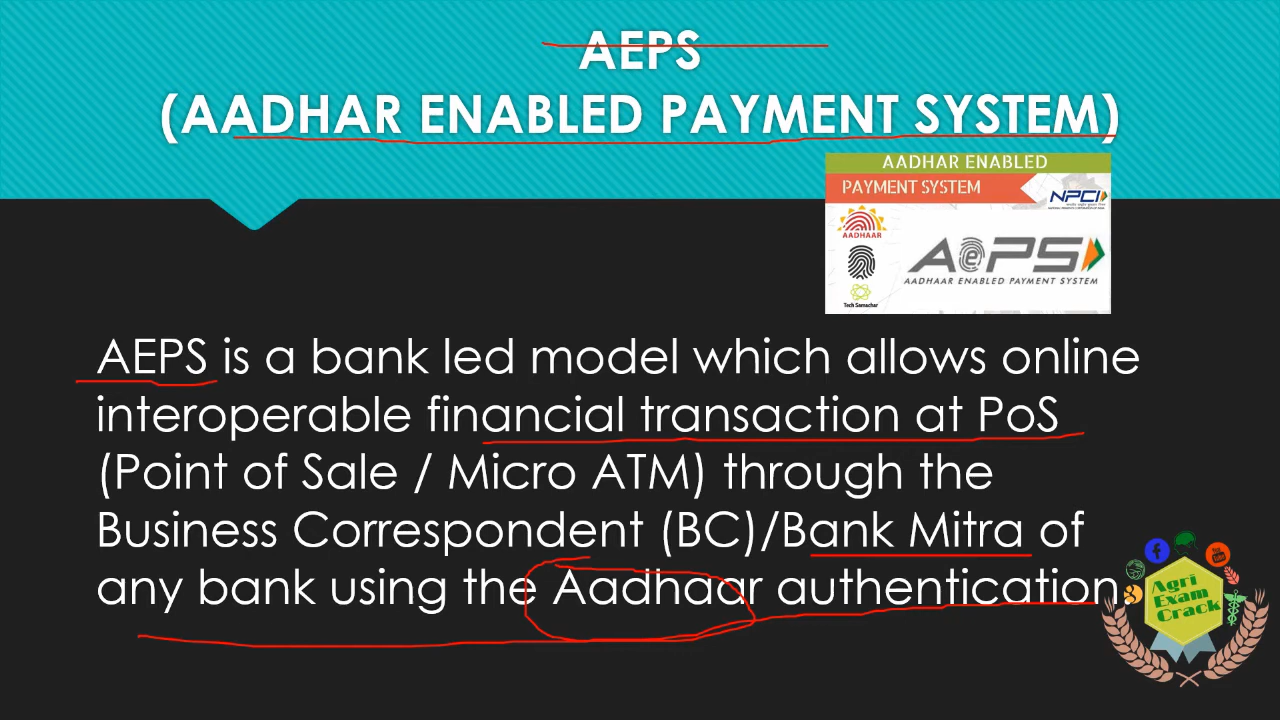 AEPS
(AADHAR ENABLED PAYMENT SYSTEM)
AADHAR ENABLED
PAYMENT SYSTEM
NPCI
AADHAAR
AePS
AADHAAR ENABLED PAYMENT SYSTEM
Tech Samachar
AEPS is a bank led model which allows online
interoperable financial transaction at PoS
(Point of Sale / Micro ATM) through the
Business Correspondent (BC)/Bank Mitra of
any bank using the Aadhaar authentication.
Agri
Exam
Crack